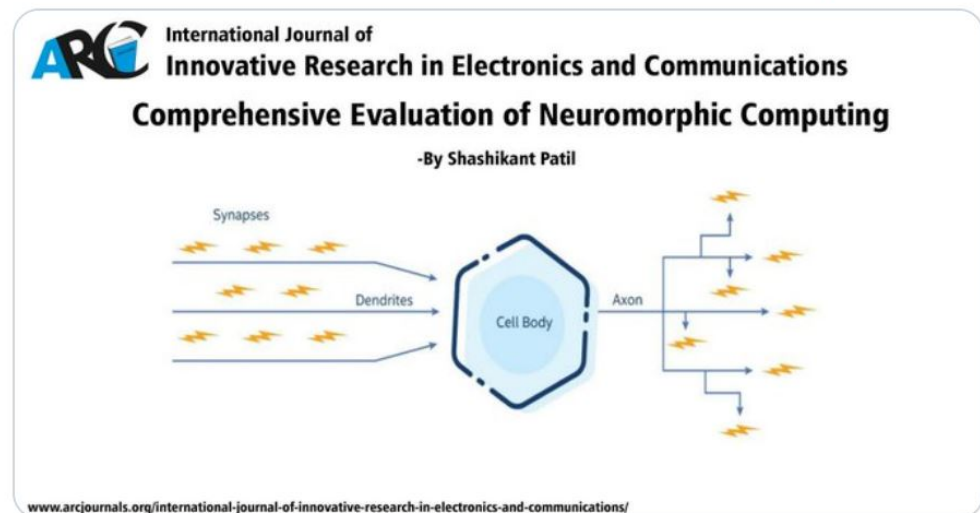 ARC
International Journal of
Innovative Research in Electronics and Communications
Comprehensive Evaluation of Neuromorphic Computing
-By Shashikant Patil
Synapses
Dendrites
Cell Body
Axon
www.arcjournals.org/international-journal-of-innovative-research-in-electronics-and-communications/